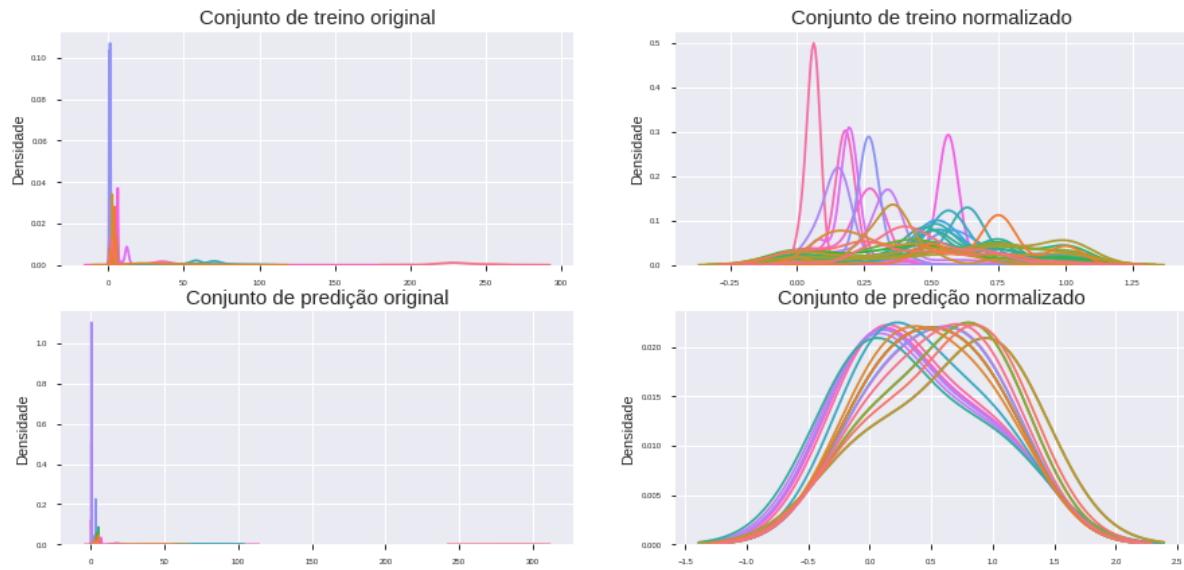 Conjunto de treino original
Densidade
0.10
0.08
0.06
0.04
0.02
0.00
0 50 100 150 200 250 300
Conjunto de treino normalizado
Densidade
0.5
0.4
0.3
0.2
0.1
0.0
−0.25 0.00 0.25 0.50 0.75 1.00 1.25
Conjunto de predição original
Densidade
1.0
0.8
0.6
0.4
0.2
0.0
0 50 100 150 200 250 300
Conjunto de predição normalizado
Densidade
0.020
0.015
0.010
0.005
0.000
−1.5 −1.0 −0.5 0.0 0.5 1.0 1.5 2.0 2.5